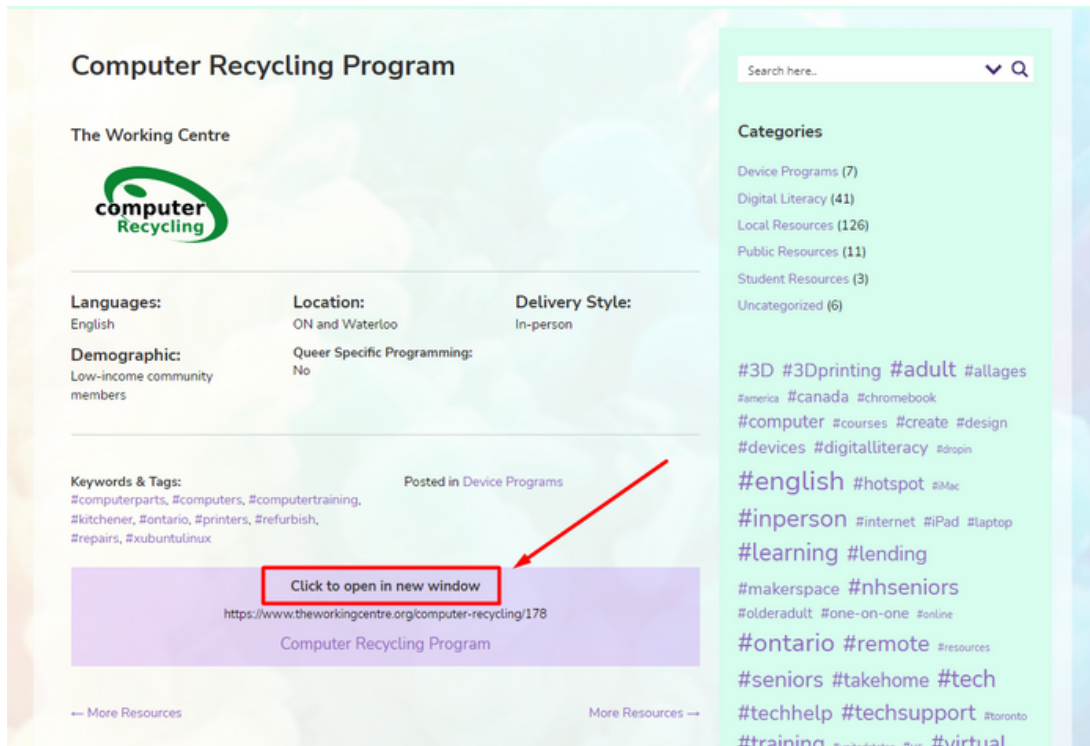 Computer Recycling Program
The Working Centre
computer
Recycling
Languages:
English
Location:
ON and Waterloo
Delivery Style:
In-person
Demographic:
Low-income community
members
Queer Specific Programming:
No
Keywords & Tags:
#computerparts, #computers, #computertraining,
#kitchener, #ontario, #printers, #refurbish,
#repairs, #xubuntulinux
Posted in Device Programs
Click to open in new window
https://www.theworkingcentre.org/computer-recycling/178
Computer Recycling Program
← More Resources
More Resources →
Search here..
Categories
Device Programs (7)
Digital Literacy (41)
Local Resources (126)
Public Resources (11)
Student Resources (3)
Uncategorized (6)
#3D #3Dprinting #adult #allages
#america #canada #chromebook
#computer #courses #create #design
#devices #digitalliteracy #dropin
#english #hotspot #iMac
#inperson #internet #iPad #laptop
#learning #lending
#makerspace #nhseniors
#olderadult #one-on-one #online
#ontario #remote #resources
#seniors #takehome #tech
#techhelp #techsupport #toronto
#training #virtual